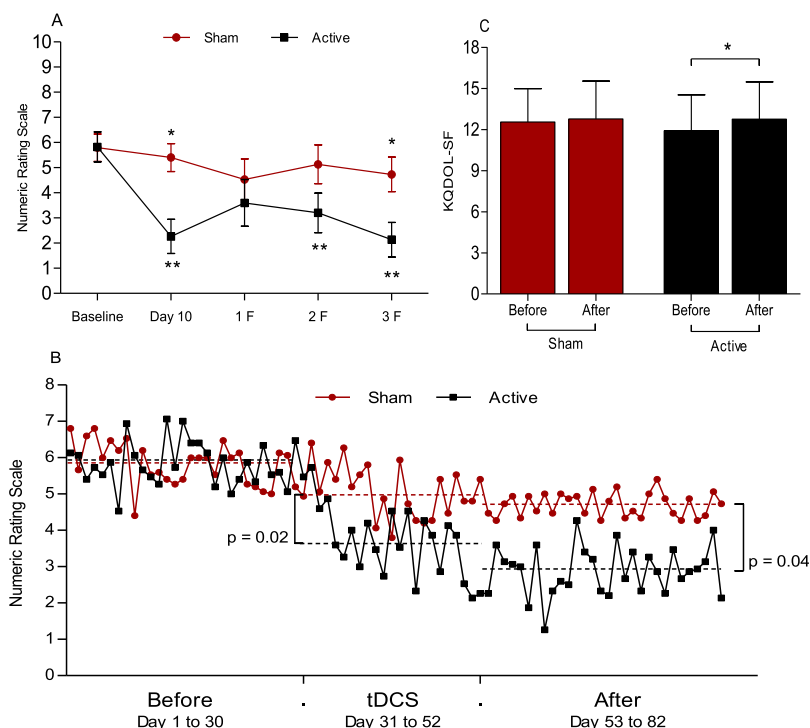 A
Sham Active
Numeric Rating Scale
10
9
8
7
6
5
4
3
2
1
0
*
**
**
*
**
Baseline Day 10 1 F 2 F 3 F
C
KQDOL-SF
18
15
12
9
6
3
0
*
Before After Before After
Sham Active
B
Sham Active
Numeric Rating Scale
8
7
6
5
4
3
2
1
0
p = 0.02
p = 0.04
Before tDCS After
Day 1 to 30 Day 31 to 52 Day 53 to 82